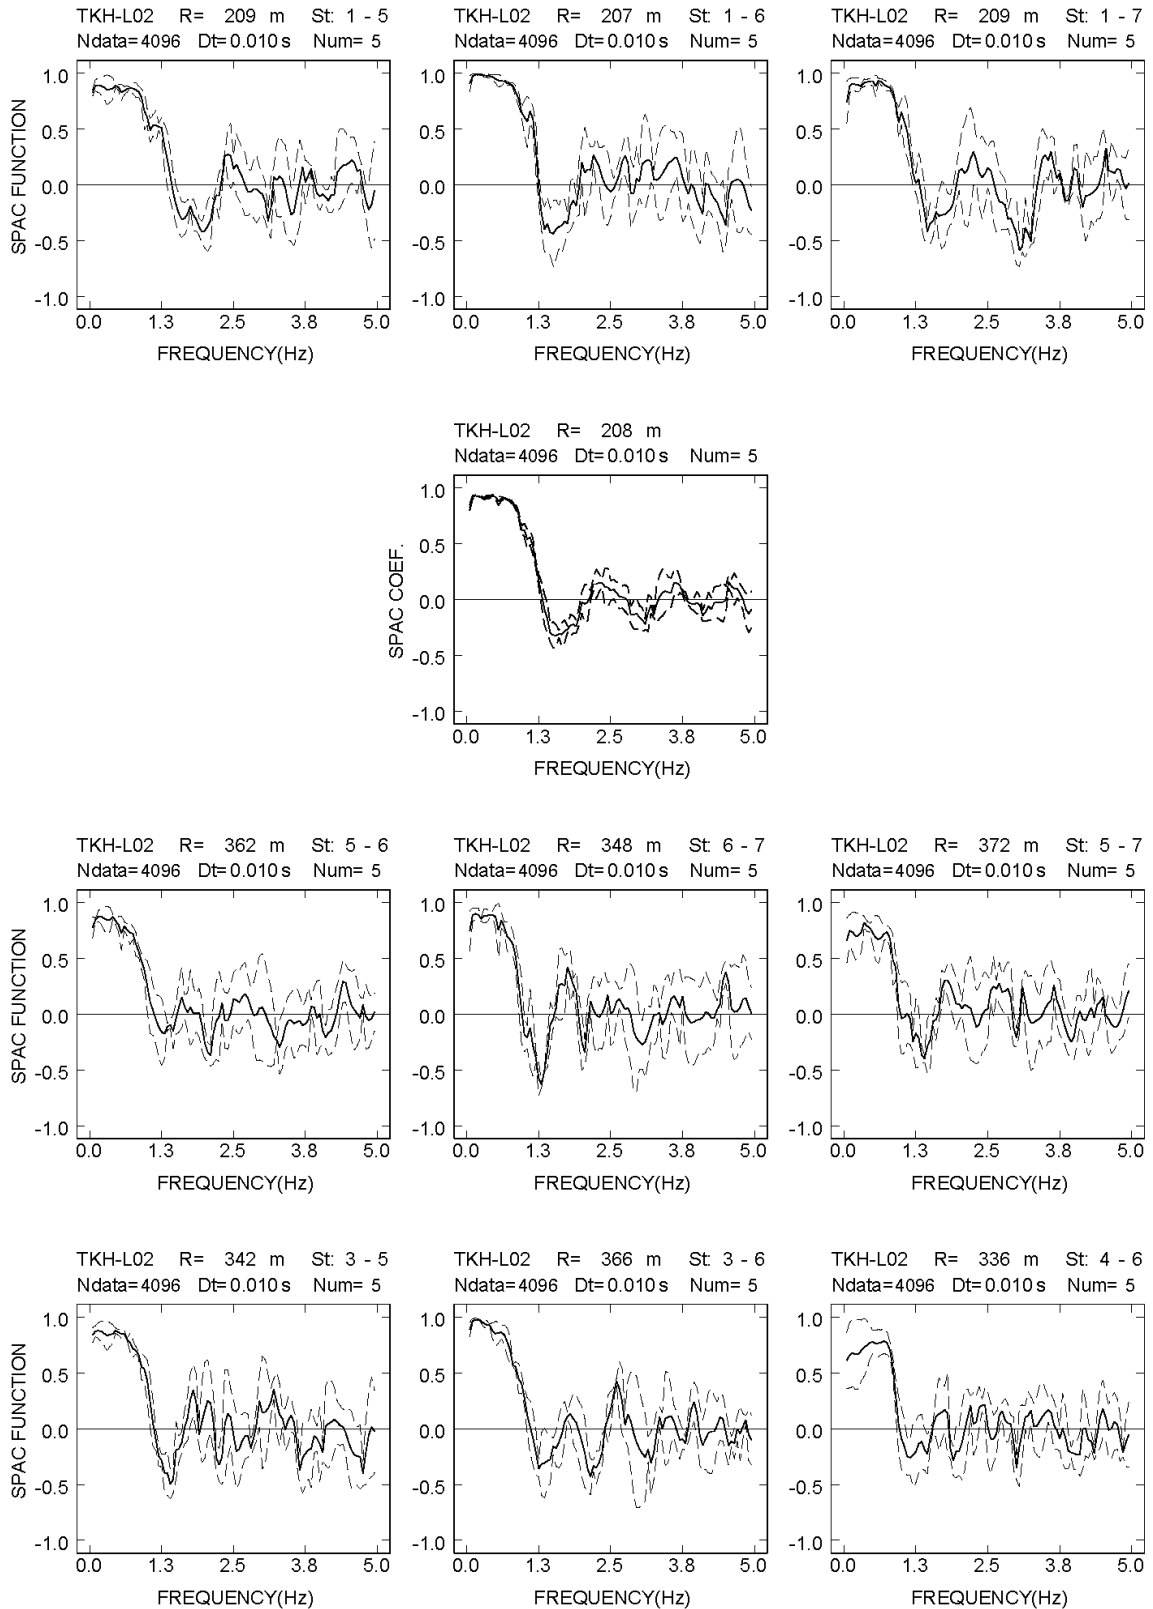 TKH-L02 R= 209 m St: 1 - 5
Ndata=4096 Dt=0.010 s Num= 5
TKH-L02 R= 207 m St: 1 - 6
Ndata=4096 Dt=0.010 s Num= 5
TKH-L02 R= 209 m St: 1 - 7
Ndata=4096 Dt=0.010 s Num= 5
SPAC FUNCTION
1.0
0.5
0.0
-0.5
-1.0
0.0 1.3 2.5 3.8 5.0
FREQUENCY(Hz)
1.0
0.5
0.0
-0.5
-1.0
0.0 1.3 2.5 3.8 5.0
FREQUENCY(Hz)
1.0
0.5
0.0
-0.5
-1.0
0.0 1.3 2.5 3.8 5.0
FREQUENCY(Hz)
TKH-L02 R= 208 m
Ndata=4096 Dt=0.010 s Num= 5
SPAC COEF.
1.0
0.5
0.0
-0.5
-1.0
0.0 1.3 2.5 3.8 5.0
FREQUENCY(Hz)
TKH-L02 R= 362 m St: 5 - 6
Ndata=4096 Dt=0.010 s Num= 5
TKH-L02 R= 348 m St: 6 - 7
Ndata=4096 Dt=0.010 s Num= 5
TKH-L02 R= 372 m St: 5 - 7
Ndata=4096 Dt=0.010 s Num= 5
SPAC FUNCTION
1.0
0.5
0.0
-0.5
-1.0
0.0 1.3 2.5 3.8 5.0
FREQUENCY(Hz)
1.0
0.5
0.0
-0.5
-1.0
0.0 1.3 2.5 3.8 5.0
FREQUENCY(Hz)
1.0
0.5
0.0
-0.5
-1.0
0.0 1.3 2.5 3.8 5.0
FREQUENCY(Hz)
TKH-L02 R= 342 m St: 3 - 5
Ndata=4096 Dt=0.010 s Num= 5
TKH-L02 R= 366 m St: 3 - 6
Ndata=4096 Dt=0.010 s Num= 5
TKH-L02 R= 336 m St: 4 - 6
Ndata=4096 Dt=0.010 s Num= 5
SPAC FUNCTION
1.0
0.5
0.0
-0.5
-1.0
0.0 1.3 2.5 3.8 5.0
FREQUENCY(Hz)
1.0
0.5
0.0
-0.5
-1.0
0.0 1.3 2.5 3.8 5.0
FREQUENCY(Hz)
1.0
0.5
0.0
-0.5
-1.0
0.0 1.3 2.5 3.8 5.0
FREQUENCY(Hz)